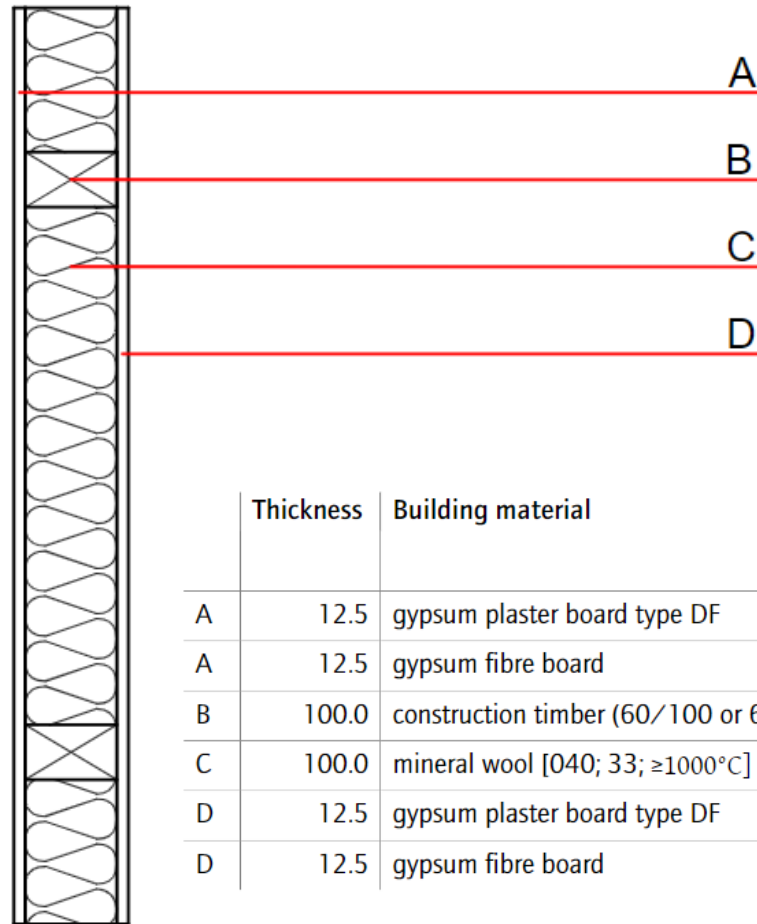 A
B
C
D
Thickness Building material
A 12.5 gypsum plaster board type DF
A 12.5 gypsum fibre board
B 100.0 construction timber (60/100 or 6
C 100.0 mineral wool [040; 33; ≥1000°C]
D 12.5 gypsum plaster board type DF
D 12.5 gypsum fibre board